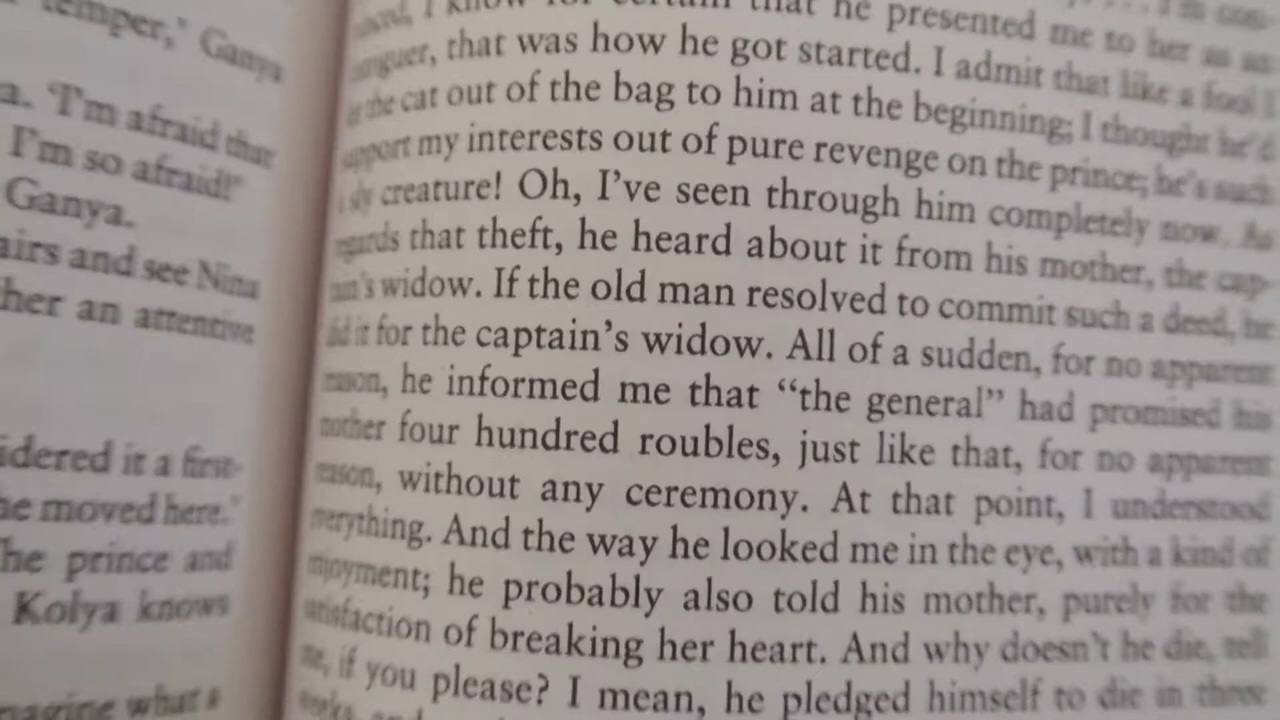 temper,' Ganya
a. 'I'm afraid that
I'm so afraid!'
Ganya.
airs and see Nina
her an attentive
idered it a first-
he moved here.'
The prince and
Kolya knows
what a
I know for certain that he presented me to her as an
that was how he got started. I admit that like a fool I
the cat out of the bag to him at the beginning; I thought he'd
support my interests out of pure revenge on the prince; he's such
a sly creature! Oh, I've seen through him completely now. As
regards that theft, he heard about it from his mother, the cap-
tain's widow. If the old man resolved to commit such a deed, he
did it for the captain's widow. All of a sudden, for no apparent
reason, he informed me that “the general” had promised his
mother four hundred roubles, just like that, for no apparent
reason, without any ceremony. At that point, I understood
everything. And the way he looked me in the eye, with a kind of
enjoyment; he probably also told his mother, purely for the
satisfaction of breaking her heart. And why doesn't he die, tell
me, if you please? I mean, he pledged himself to die in three
weeks, and